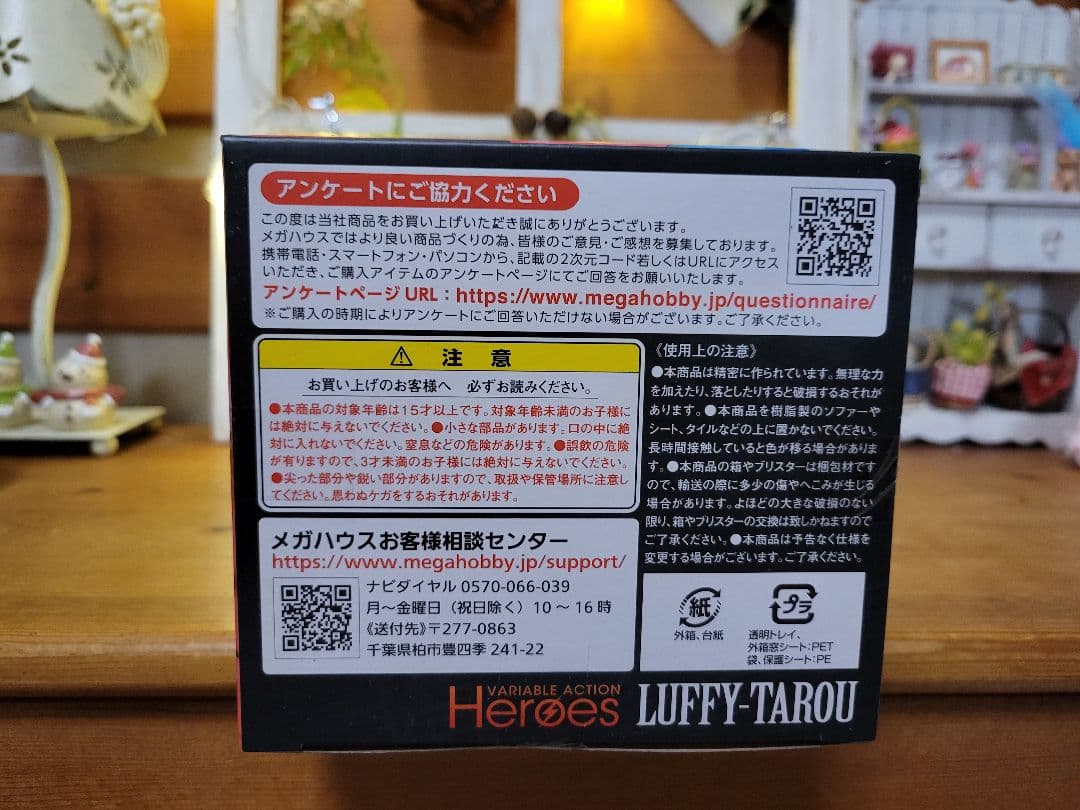 アンケートにご協力ください
この度は当社商品をお買い上げいただき誠にありがとうございます。
メガハウスではより良い商品づくりの為、皆様のご意見・ご感想を募集しております。
携帯電話・スマートフォン・パソコンから、記載の2次元コード若しくはURLにアクセス
いただき、ご購入アイテムのアンケートページにてご回答をお願いいたします。
アンケートページ URL：https://www.megahobby.jp/questionnaire/
※ご購入の時期によりアンケートにご回答いただけない場合がございます。ご了承ください。
⚠ 注 意
お買い上げのお客様へ 必ずお読みください。
●本商品の対象年齢は15才以上です。対象年齢未満のお子様に
は絶対に与えないでください。●小さな部品があります。口の中に絶
対に入れないでください。窒息などの危険があります。●誤飲の危険
が有りますので、3才未満のお子様には絶対に与えないでください。
●尖った部分や鋭い部分がありますので、取扱や保管場所に注意し
てください。思わぬケガをするおそれがあります。
《使用上の注意》
●本商品は精密に作られています。無理な力
を加えたり、落としたりすると破損するおそれが
あります。●本商品を樹脂製のソファーや
シート、タイルなどの上に置かないでください。
長時間接触していると色が移る場合がありま
す。●本商品の箱やブリスターは梱包材です
ので、輸送の際に多少の傷やへこみが生じる
場合があります。よほどの大きな破損のない
限り、箱やブリスターの交換は致しかねますので
ご了承ください。●本商品は予告なく仕様を
変更する場合がございます。ご了承ください。
メガハウスお客様相談センター
https://www.megahobby.jp/support/
ナビダイヤル 0570-066-039
月～金曜日（祝日除く）10～16時
《送付先》〒277-0863
千葉県柏市豊四季 241-22
紙
外箱、台紙
プラ
透明トレイ、
外箱窓シート：PET
袋、保護シート：PE
VARIABLE ACTION
Heroes
LUFFY-TAROU